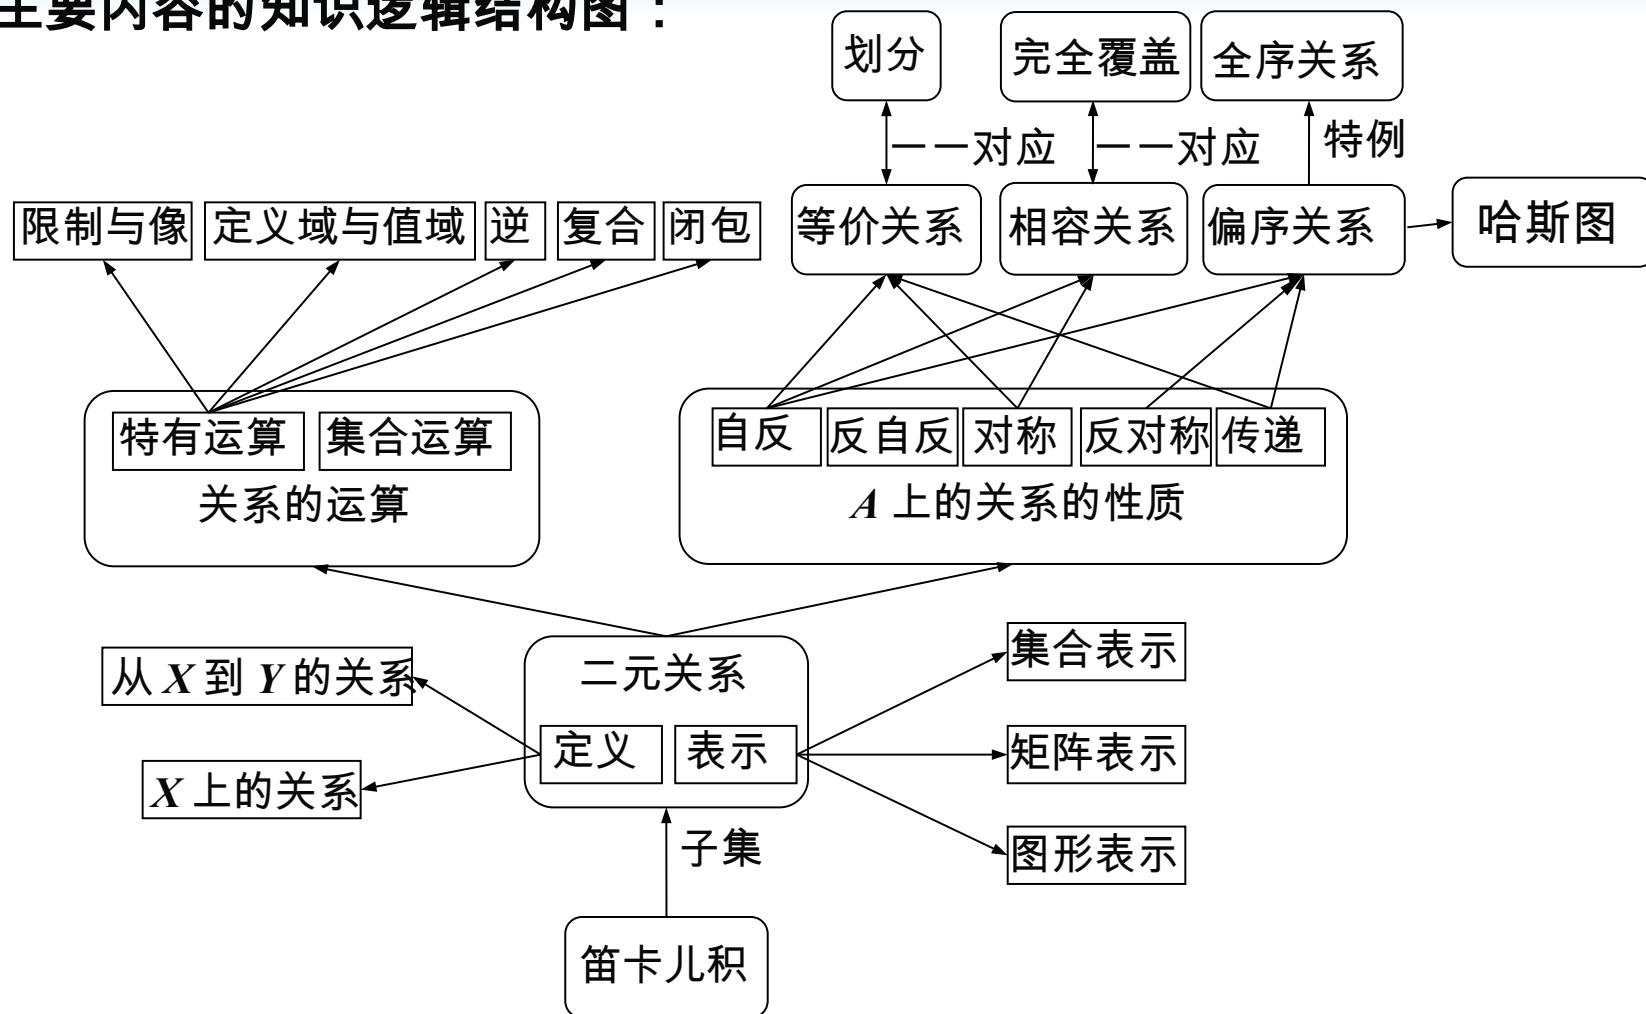 主要内容的知识逻辑结构图：
划分
完全覆盖
全序关系
一一对应
一一对应
特例
限制与像
定义域与值域
逆
复合
闭包
等价关系
相容关系
偏序关系
哈斯图
特有运算
集合运算
关系的运算
自反
反自反
对称
反对称
传递
A 上的关系的性质
从 X 到 Y 的关系
X 上的关系
二元关系
定义
表示
集合表示
矩阵表示
图形表示
子集
笛卡儿积